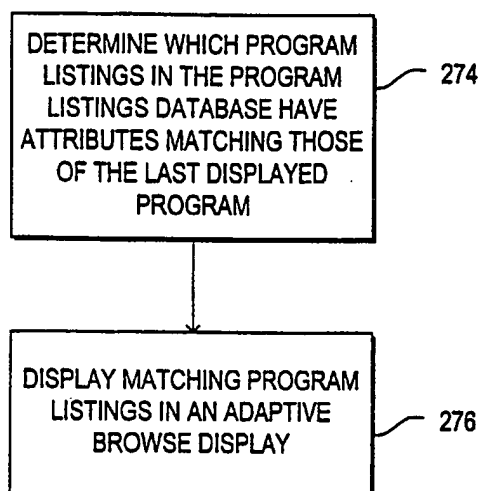 DETERMINE WHICH PROGRAM
LISTINGS IN THE PROGRAM
LISTINGS DATABASE HAVE
ATTRIBUTES MATCHING THOSE
OF THE LAST DISPLAYED
PROGRAM
274
DISPLAY MATCHING PROGRAM
LISTINGS IN AN ADAPTIVE
BROWSE DISPLAY
276